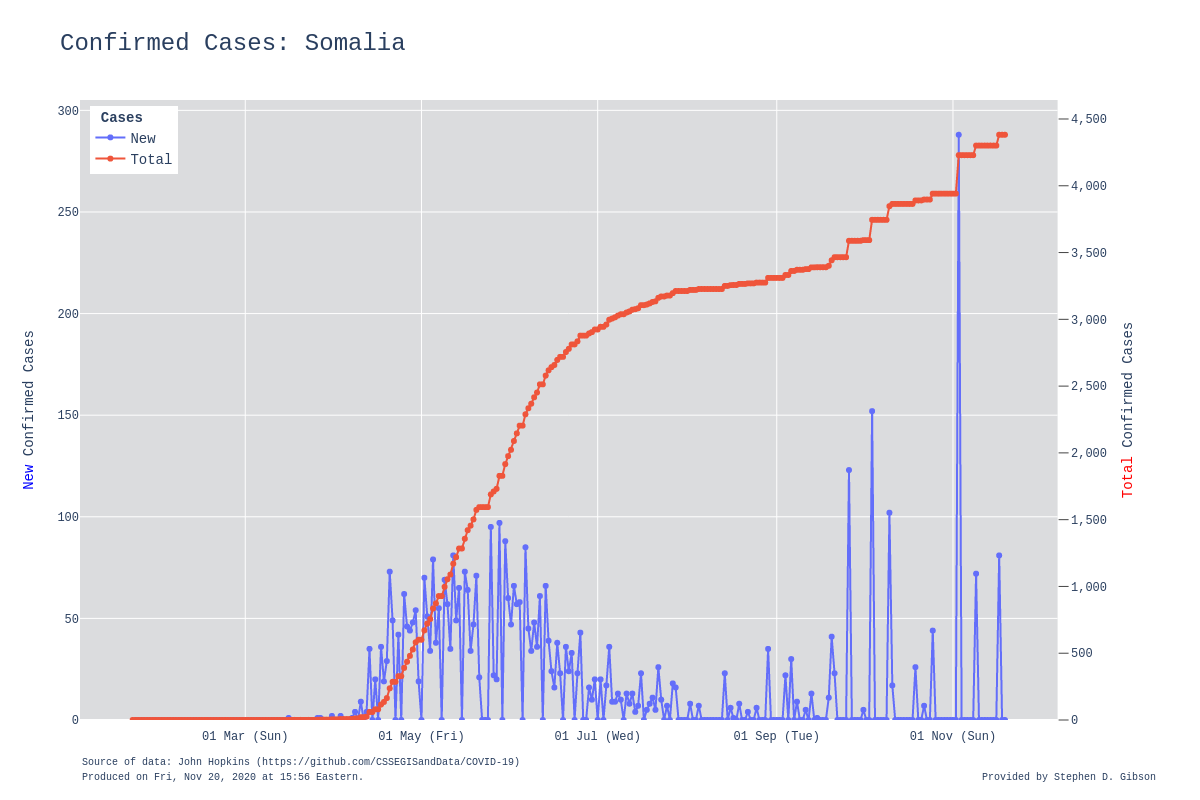 Confirmed Cases: Somalia
Cases
New
Total
300
250
200
150
100
50
0
4,500
4,000
3,500
3,000
2,500
2,000
1,500
1,000
500
0
New Confirmed Cases
Total Confirmed Cases
01 Mar (Sun)
01 May (Fri)
01 Jul (Wed)
01 Sep (Tue)
01 Nov (Sun)
Source of data: John Hopkins (https://github.com/CSSEGISandData/COVID-19)
Produced on Fri, Nov 20, 2020 at 15:56 Eastern.
Provided by Stephen D. Gibson